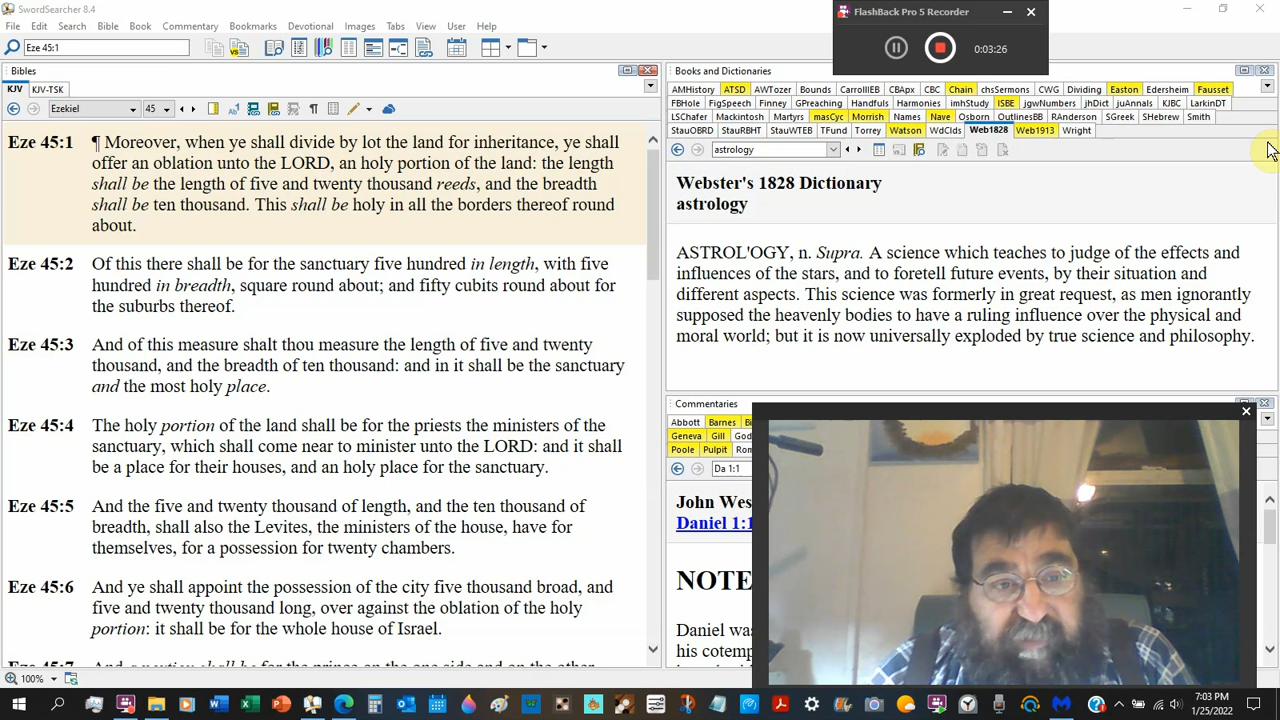 SwordSearcher 8.4
File Edit Search Bible Book Commentary Bookmarks Devotional Images Tabs View User Help
Eze 45:1
FlashBack Pro 5 Recorder
0:03:26
Bibles
KJV KJV-TSK
Ezekiel 45
Eze 45:1 ¶ Moreover, when ye shall divide by lot the land for inheritance, ye shall
offer an oblation unto the LORD, an holy portion of the land: the length
shall be the length of five and twenty thousand reeds, and the breadth
shall be ten thousand. This shall be holy in all the borders thereof round
about.
Eze 45:2 Of this there shall be for the sanctuary five hundred in length, with five
hundred in breadth, square round about; and fifty cubits round about for
the suburbs thereof.
Eze 45:3 And of this measure shalt thou measure the length of five and twenty
thousand, and the breadth of ten thousand: and in it shall be the sanctuary
and the most holy place.
Eze 45:4 The holy portion of the land shall be for the priests the ministers of the
sanctuary, which shall come near to minister unto the LORD: and it shall
be a place for their houses, and an holy place for the sanctuary.
Eze 45:5 And the five and twenty thousand of length, and the ten thousand of
breadth, shall also the Levites, the ministers of the house, have for
themselves, for a possession for twenty chambers.
Eze 45:6 And ye shall appoint the possession of the city five thousand broad, and
five and twenty thousand long, over against the oblation of the holy
portion: it shall be for the whole house of Israel.
100%
Books and Dictionaries
AMHistory ATSD AWTozer Bounds CarrollEB CBApx CBC Chain chsSermons CWC Dividing Easton Edersheim Fausset
FBHole FigSpeech Finney GPreaching Handfuls Harmonies imhStudy ISBE jgwNumbers jhDict juAnnals KJBC LarkinDT
LSChafer Mackintosh Martyrs masCyc Morrish Names Nave Osborn OutlinesBB RAnderson SGreek SHebrew Smith
StauOBRD StauRBHT StauWTEB TFund Torrey Watson WdClds Web1828 Web1913 Wright
astrology
Webster's 1828 Dictionary
astrology
ASTROL'OGY, n. Supra. A science which teaches to judge of the effects and
influences of the stars, and to foretell future events, by their situation and
different aspects. This science was formerly in great request, as men ignorantly
supposed the heavenly bodies to have a ruling influence over the physical and
moral world; but it is now universally exploded by true science and philosophy.
Commentaries
Abbott Barnes
Geneva Gill
Poole Pulpit
Da 1:1
John Wes
Daniel 1:1
NOTE
Daniel was
his cotemp
7:03 PM
1/25/2022